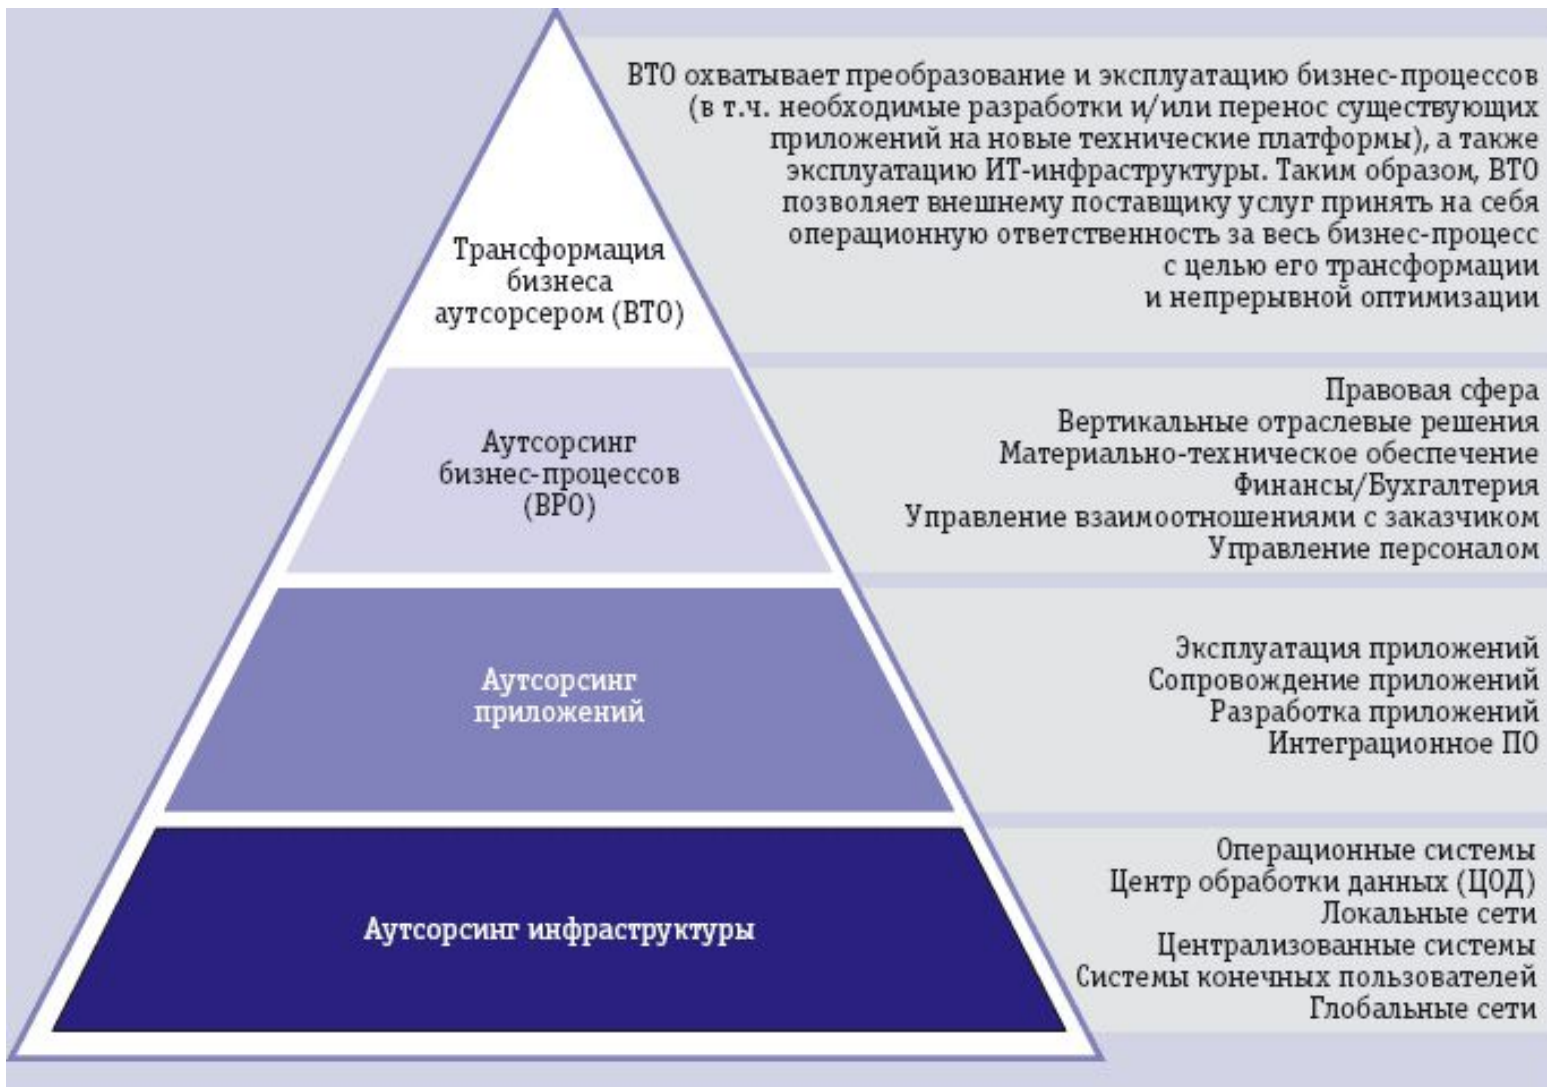 ВТО охватывает преобразование и эксплуатацию бизнес-процессов
(в т.ч. необходимые разработки и/или перенос существующих
приложений на новые технические платформы), а также
эксплуатацию ИТ-инфраструктуры. Таким образом, ВТО
позволяет внешнему поставщику услуг принять на себя
операционную ответственность за весь бизнес-процесс
с целью его трансформации
и непрерывной оптимизации
Трансформация
бизнеса
аутсорсером (ВТО)
Правовая сфера
Вертикальные отраслевые решения
Материально-техническое обеспечение
Финансы/Бухгалтерия
Управление взаимоотношениями с заказчиком
Управление персоналом
Аутсорсинг
бизнес-процессов
(ВРО)
Эксплуатация приложений
Сопровождение приложений
Разработка приложений
Интеграционное ПО
Аутсорсинг
приложений
Операционные системы
Центр обработки данных (ЦОД)
Локальные сети
Централизованные системы
Системы конечных пользователей
Глобальные сети
Аутсорсинг инфраструктуры